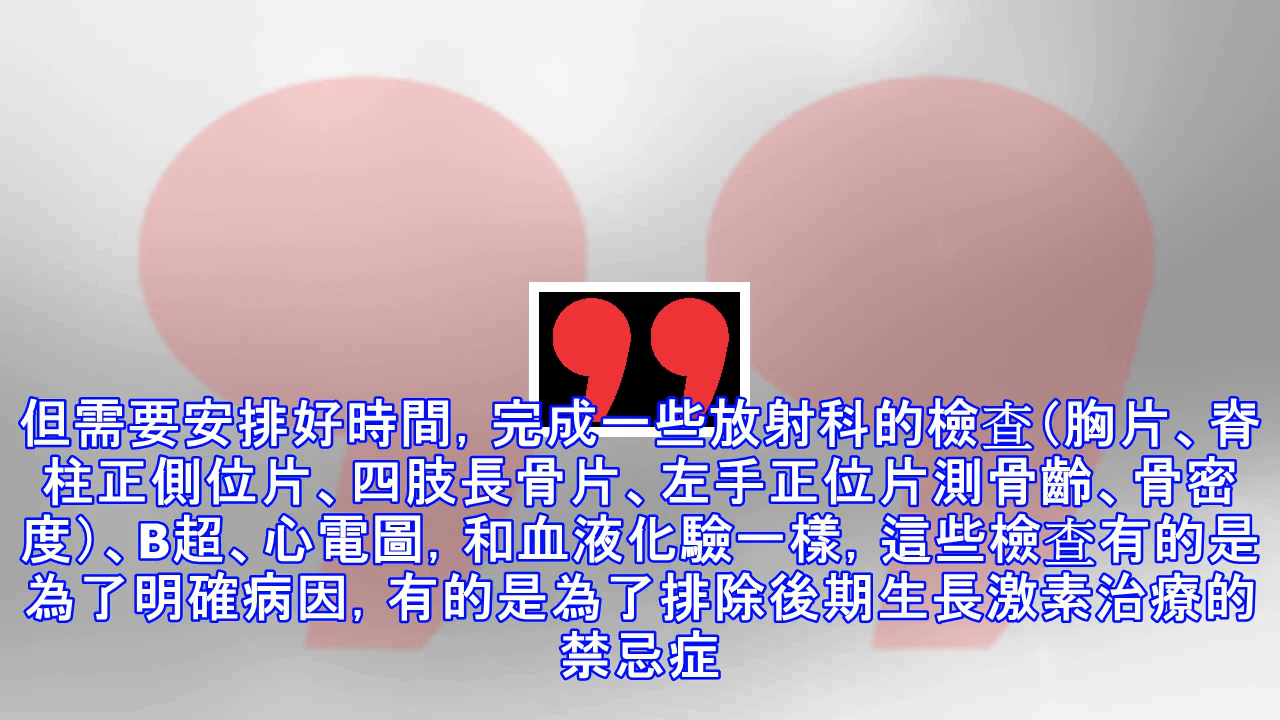 但需要安排好時間, 完成一些放射科的檢查(胸片、脊
柱正側位片、四肢長骨片、左手正位片測骨齡、骨密
度)、B超、心電圖, 和血液化驗一樣, 這些檢查有的是
為了明確病因, 有的是為了排除後期生長激素治療的
禁忌症